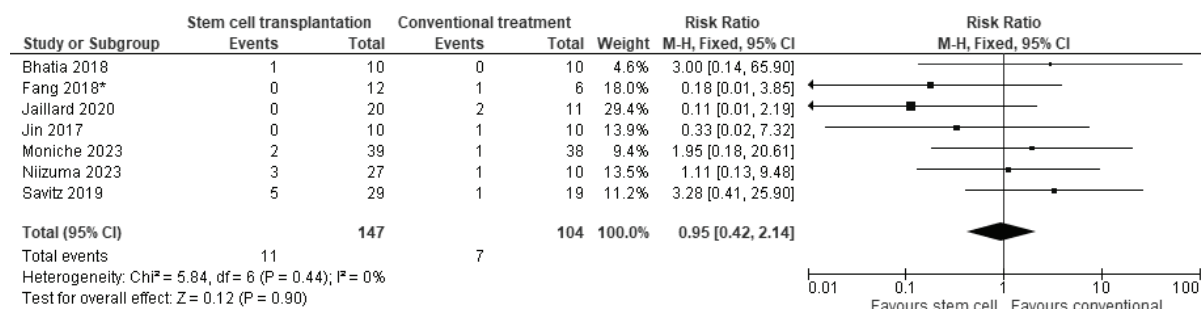 Stem cell transplantation Conventional treatment Risk Ratio Risk Ratio
Study or Subgroup Events Total Events Total Weight M-H, Fixed, 95% CI M-H, Fixed, 95% CI
Bhatia 2018 1 10 0 10 4.6% 3.00 [0.14, 65.90]
Fang 2018* 0 12 1 6 18.0% 0.18 [0.01, 3.85]
Jaillard 2020 0 20 2 11 29.4% 0.11 [0.01, 2.19]
Jin 2017 0 10 1 10 13.9% 0.33 [0.02, 7.32]
Moniche 2023 2 39 1 38 9.4% 1.95 [0.18, 20.61]
Niizuma 2023 3 27 1 10 13.5% 1.11 [0.13, 9.48]
Savitz 2019 5 29 1 19 11.2% 3.28 [0.41, 25.90]
Total (95% CI) 147 104 100.0% 0.95 [0.42, 2.14]
Total events 11 7
Heterogeneity: Chi² = 5.84, df = 6 (P = 0.44); I² = 0%
Test for overall effect: Z = 0.12 (P = 0.90)
0.01 0.1 1 10 100
Favours stem cell Favours conventional